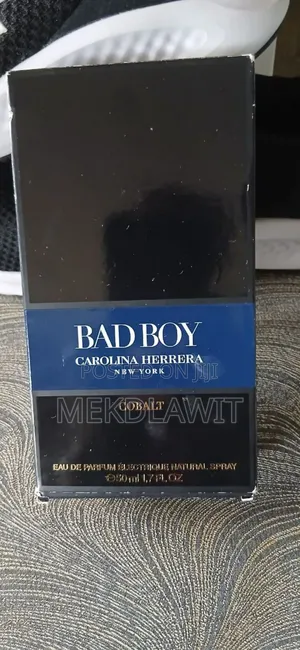 BAD BOY
CAROLINA HERRERA
NEW YORK
POSTED ON jiji
MEKDLAWIT
COBALT
EAU DE PARFUM ÉLECTRIQUE NATURAL SPRAY
℮50 ml 1,7 FL. OZ